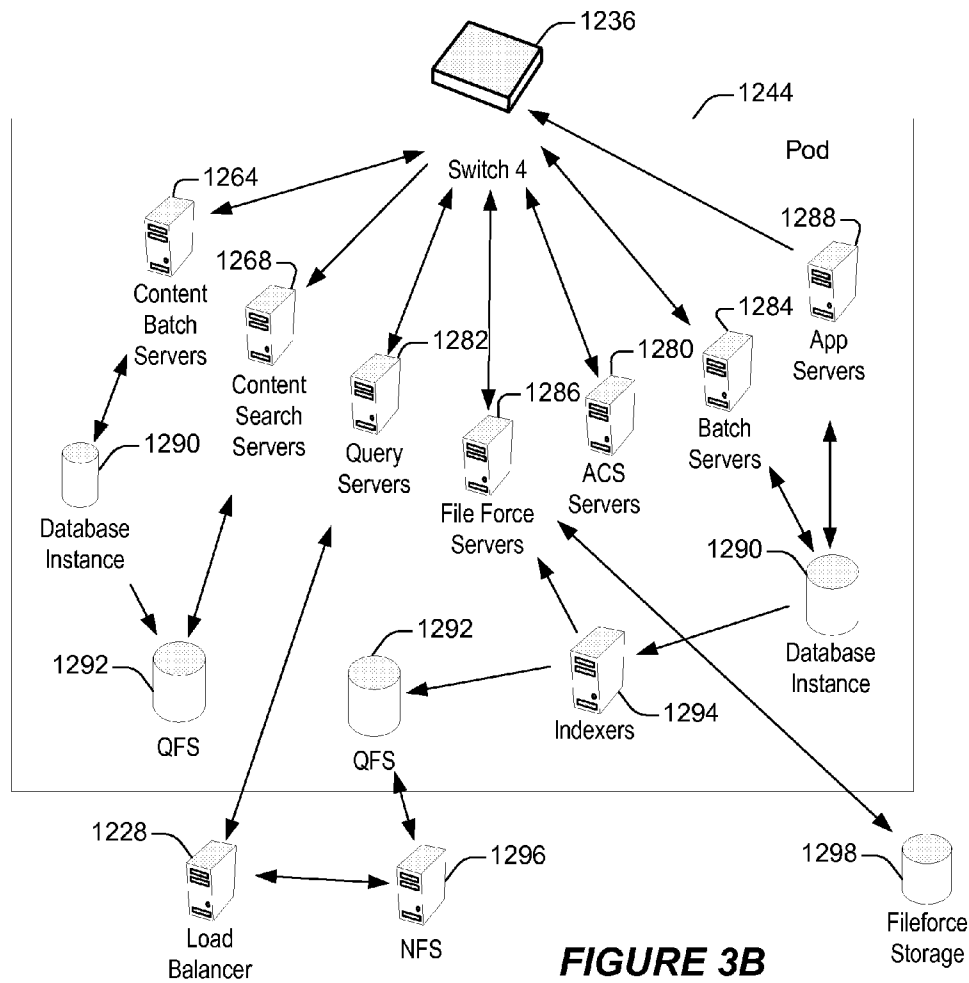 1236
1244
Pod
Switch 4
1264
Content
Batch
Servers
1268
Content
Search
Servers
1282
Query
Servers
1286
File Force
Servers
1280
ACS
Servers
1284
Batch
Servers
1288
App
Servers
1290
Database
Instance
1290
Database
Instance
1292
QFS
1292
QFS
1294
Indexers
1228
Load
Balancer
1296
NFS
1298
Fileforce
Storage
FIGURE 3B